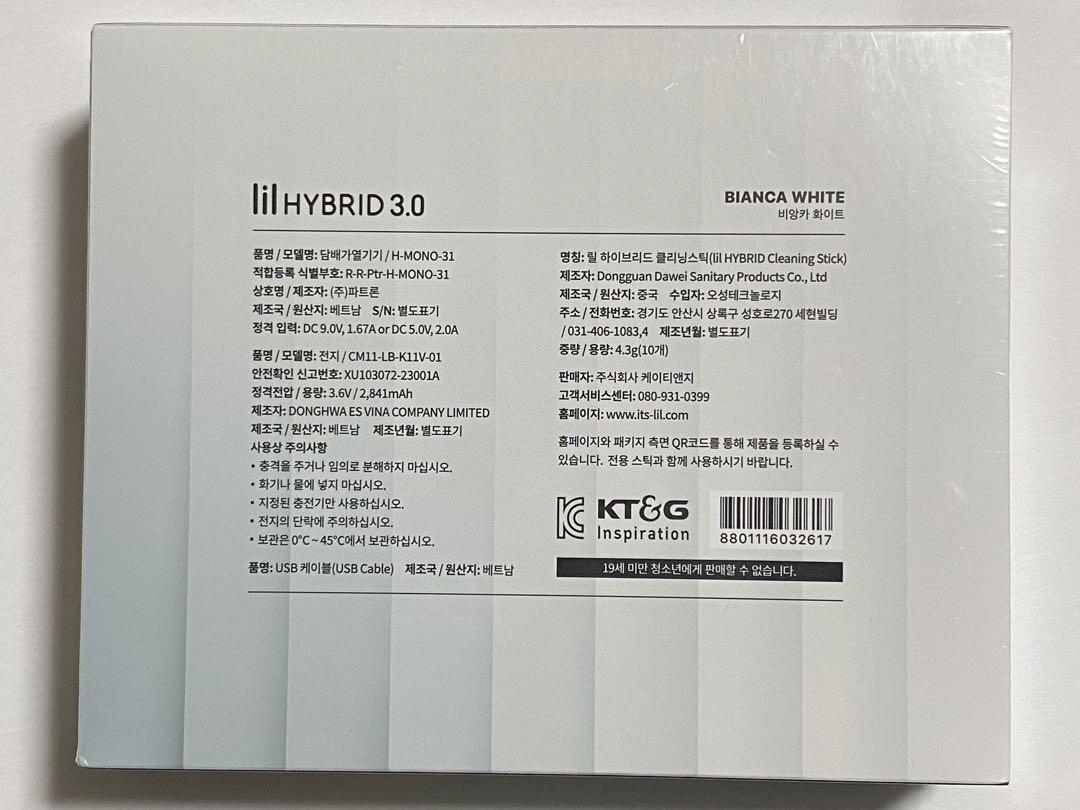 lil HYBRID 3.0
BIANCA WHITE
비앙카 화이트
품명 / 모델명: 담배가열기기 / H-MONO-31
적합등록 식별부호: R-R-Ptr-H-MONO-31
상호명 / 제조자: (주)파트론
제조국 / 원산지: 베트남 S/N: 별도표기
정격 입력: DC 9.0V, 1.67A or DC 5.0V, 2.0A
품명 / 모델명: 전지 / CM11-LB-K11V-01
안전확인 신고번호: XU103072-23001A
정격전압 / 용량: 3.6V / 2,841mAh
제조자: DONGHWA ES VINA COMPANY LIMITED
제조국 / 원산지: 베트남 제조년월: 별도표기
사용상 주의사항
• 충격을 주거나 임의로 분해하지 마십시오.
• 화기나 물에 넣지 마십시오.
• 지정된 충전기만 사용하십시오.
• 전지의 단락에 주의하십시오.
• 보관은 0°C ~ 45°C에서 보관하십시오.
품명: USB 케이블(USB Cable) 제조국 / 원산지: 베트남
명칭: 릴 하이브리드 클리닝스틱(lil HYBRID Cleaning Stick)
제조자: Dongguan Dawei Sanitary Products Co., Ltd
제조국 / 원산지: 중국 수입자: 오성테크놀로지
주소 / 전화번호: 경기도 안산시 상록구 성호로270 세현빌딩
/ 031-406-1083,4 제조년월: 별도표기
중량 / 용량: 4.3g(10개)
판매자: 주식회사 케이티앤지
고객서비스센터: 080-931-0399
홈페이지: www.its-lil.com
홈페이지와 패키지 측면 QR코드를 통해 제품을 등록하실 수
있습니다. 전용 스틱과 함께 사용하시기 바랍니다.
KC
KT&G
Inspiration
8801116032617
19세 미만 청소년에게 판매할 수 없습니다.